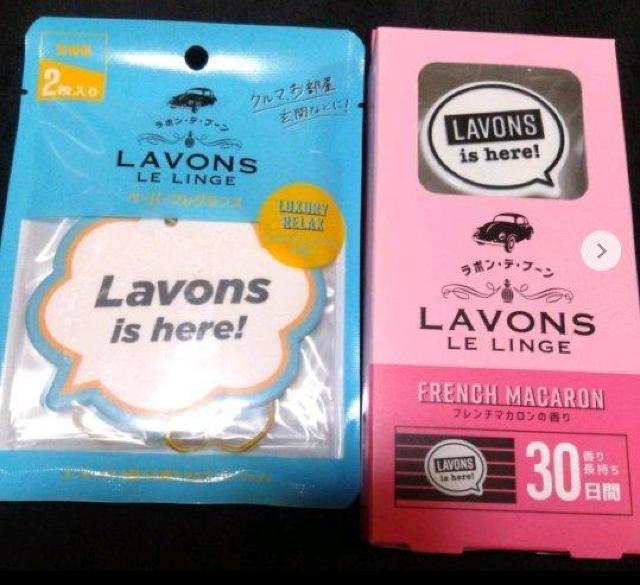 2枚入り
クルマ、お部屋
玄関などに!
ラボン・デ・ブーン
LAVONS
LE LINGE
ペーパーフレグランス
LUXURY
RELAX
Lavons
is here!
LAVONS
is here!
ラボン・デ・ブーン
LAVONS
LE LINGE
FRENCH MACARON
フレンチマカロンの香り
LAVONS
is here!
30日間
香り
長持ち